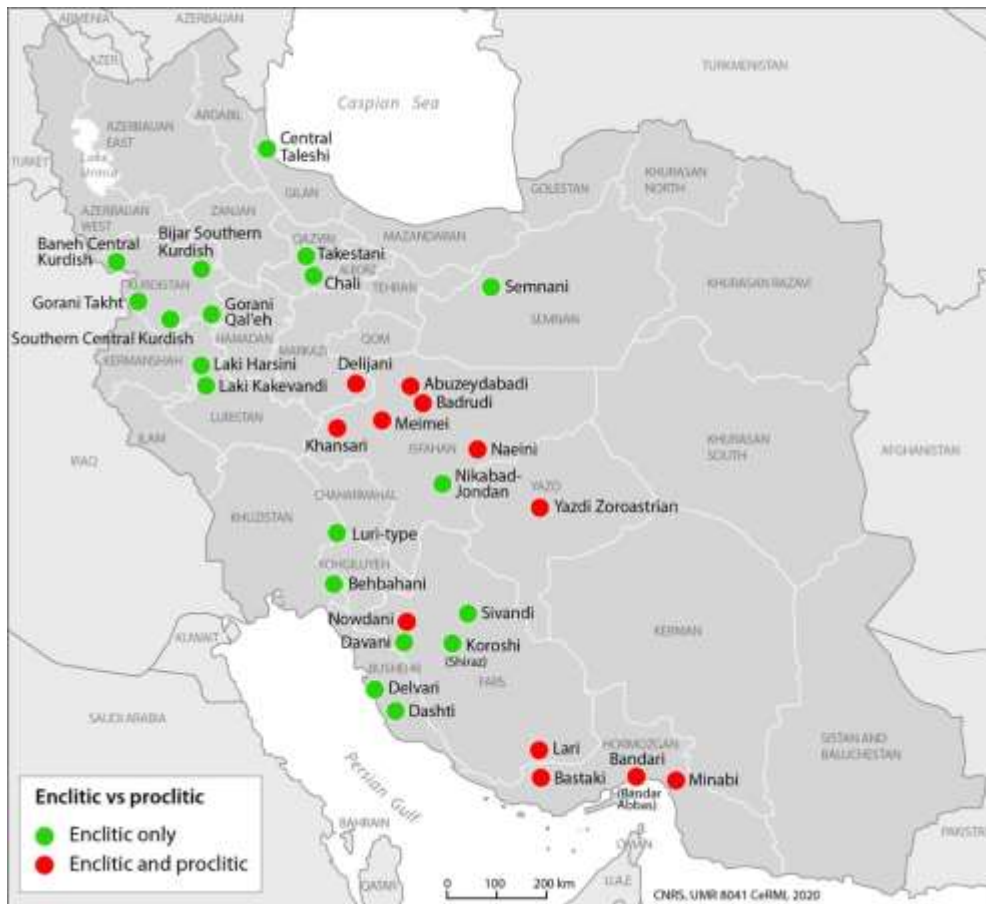 ARMENIA
AZERBAIJAN
AZER.
TURKMENISTAN
Caspian Sea
ARDABIL
AZERBAIJAN
EAST
Central
Taleshi
TURKEY
Lake
Urmia
KHURASAN
NORTH
GOLESTAN
GILAN
AZERBAIJAN
WEST
ZANJAN
MAZANDARAN
Baneh Central
Kurdish
Bijar Southern
Kurdish
QAZVIN
Takestani
ALBORZ
Chali
TEHRAN
Semnani
KHURASAN RAZAVI
KURDISTAN
Gorani Takht
Gorani
Qal'eh
SEMNAN
Southern Central Kurdish
HAMADAN
QOM
MARKAZI
KERMANSHAH
Laki Harsini
Delijani
Abuzeydabadi
Laki Kakevandi
Badrudi
LURESTAN
Meimei
Khansari
ILAM
ISFAHAN
Naeini
KHURASAN
SOUTH
AFGHANISTAN
IRAQ
Nikabad-
Jondan
YAZD
CHAHARMAHAL
Yazdi Zoroastrian
KHUZISTAN
Luri-type
KOHGILUYEH
Behbahani
Nowdani
Sivandi
KUWAIT
Davani
Koroshi
(Shiraz)
KERMAN
BUSHEHR
FARS
Delvari
Dashti
SAUDI ARABIA
SISTAN AND
BALUCHESTAN
Persian Gulf
Lari
HORMOZGAN
Bandari
Bastaki
(Bandar
Abbas)
Minabi
Enclitic vs proclitic
Enclitic only
Enclitic and proclitic
BAHRAIN
OMAN
PAKISTAN
QATAR
U.A.E
0 100 200 km
CNRS, UMR 8041 CeRMI, 2020